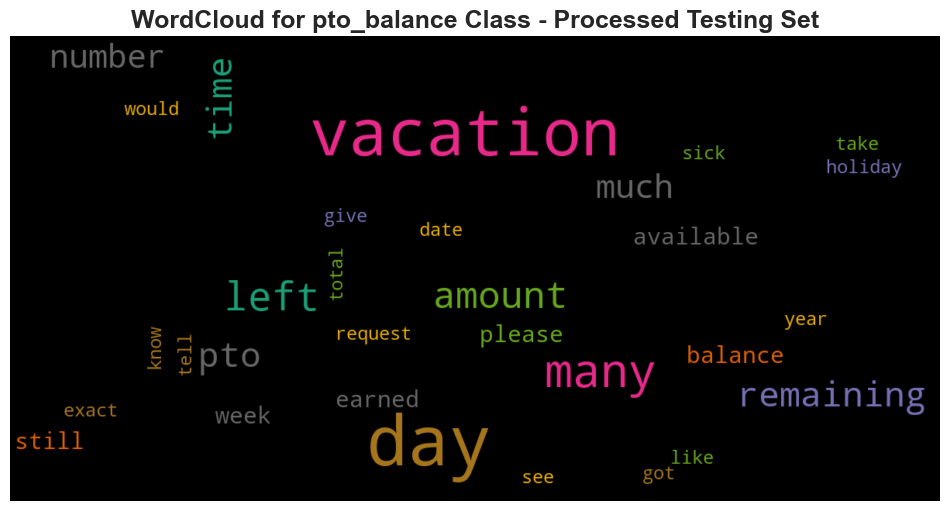 WordCloud for pto_balance Class - Processed Testing Set
number
time
would
vacation
sick
take
holiday
much
give
date
available
total
left
amount
request
please
year
know
tell
pto
many
balance
remaining
earned
exact
week
still
day
see
like
got